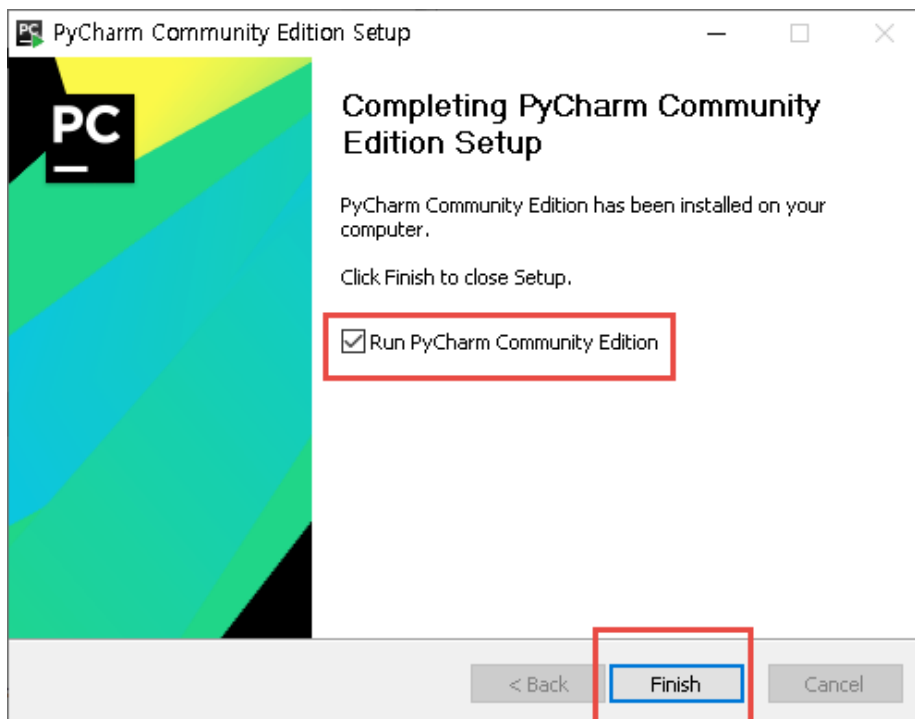 PyCharm Community Edition Setup
PC
Completing PyCharm Community
Edition Setup
PyCharm Community Edition has been installed on your
computer.
Click Finish to close Setup.
Run PyCharm Community Edition
< Back
Finish
Cancel